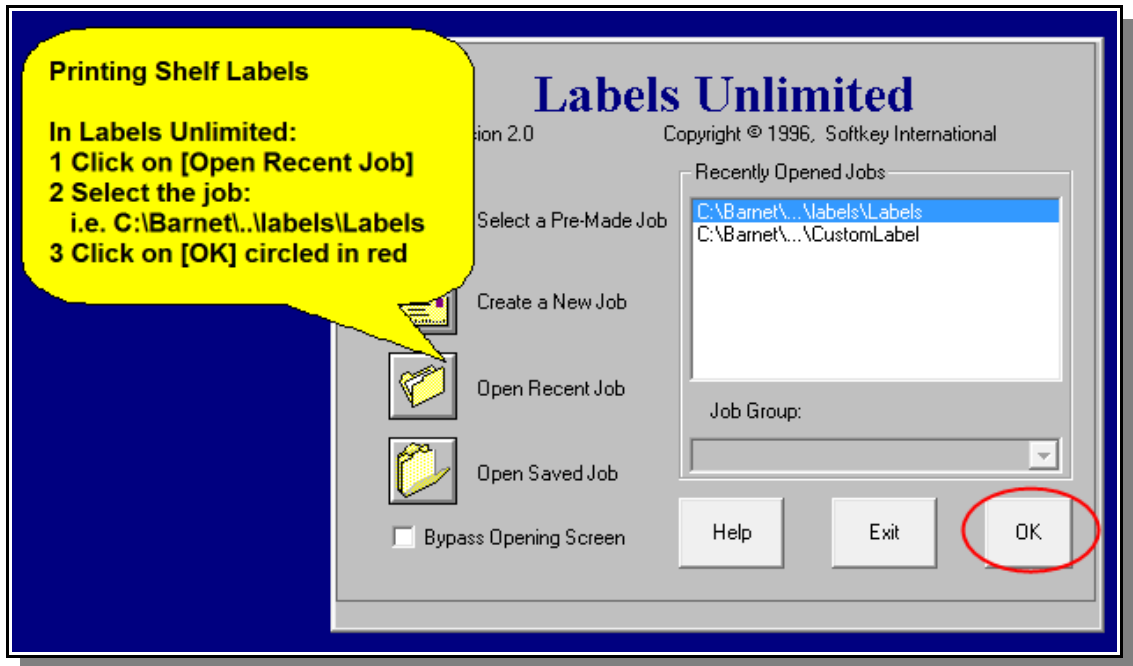 Printing Shelf Labels
In Labels Unlimited:
1 Click on [Open Recent Job]
2 Select the job:
i.e. C:\Barnet\..\labels\Labels
3 Click on [OK] circled in red
Labels Unlimited
sion 2.0 Copyright © 1996, Softkey International
Recently Opened Jobs
C:\Barnet\...\labels\Labels
C:\Barnet\...\CustomLabel
Select a Pre-Made Job
Create a New Job
Open Recent Job
Open Saved Job
Bypass Opening Screen
Job Group:
Help
Exit
OK